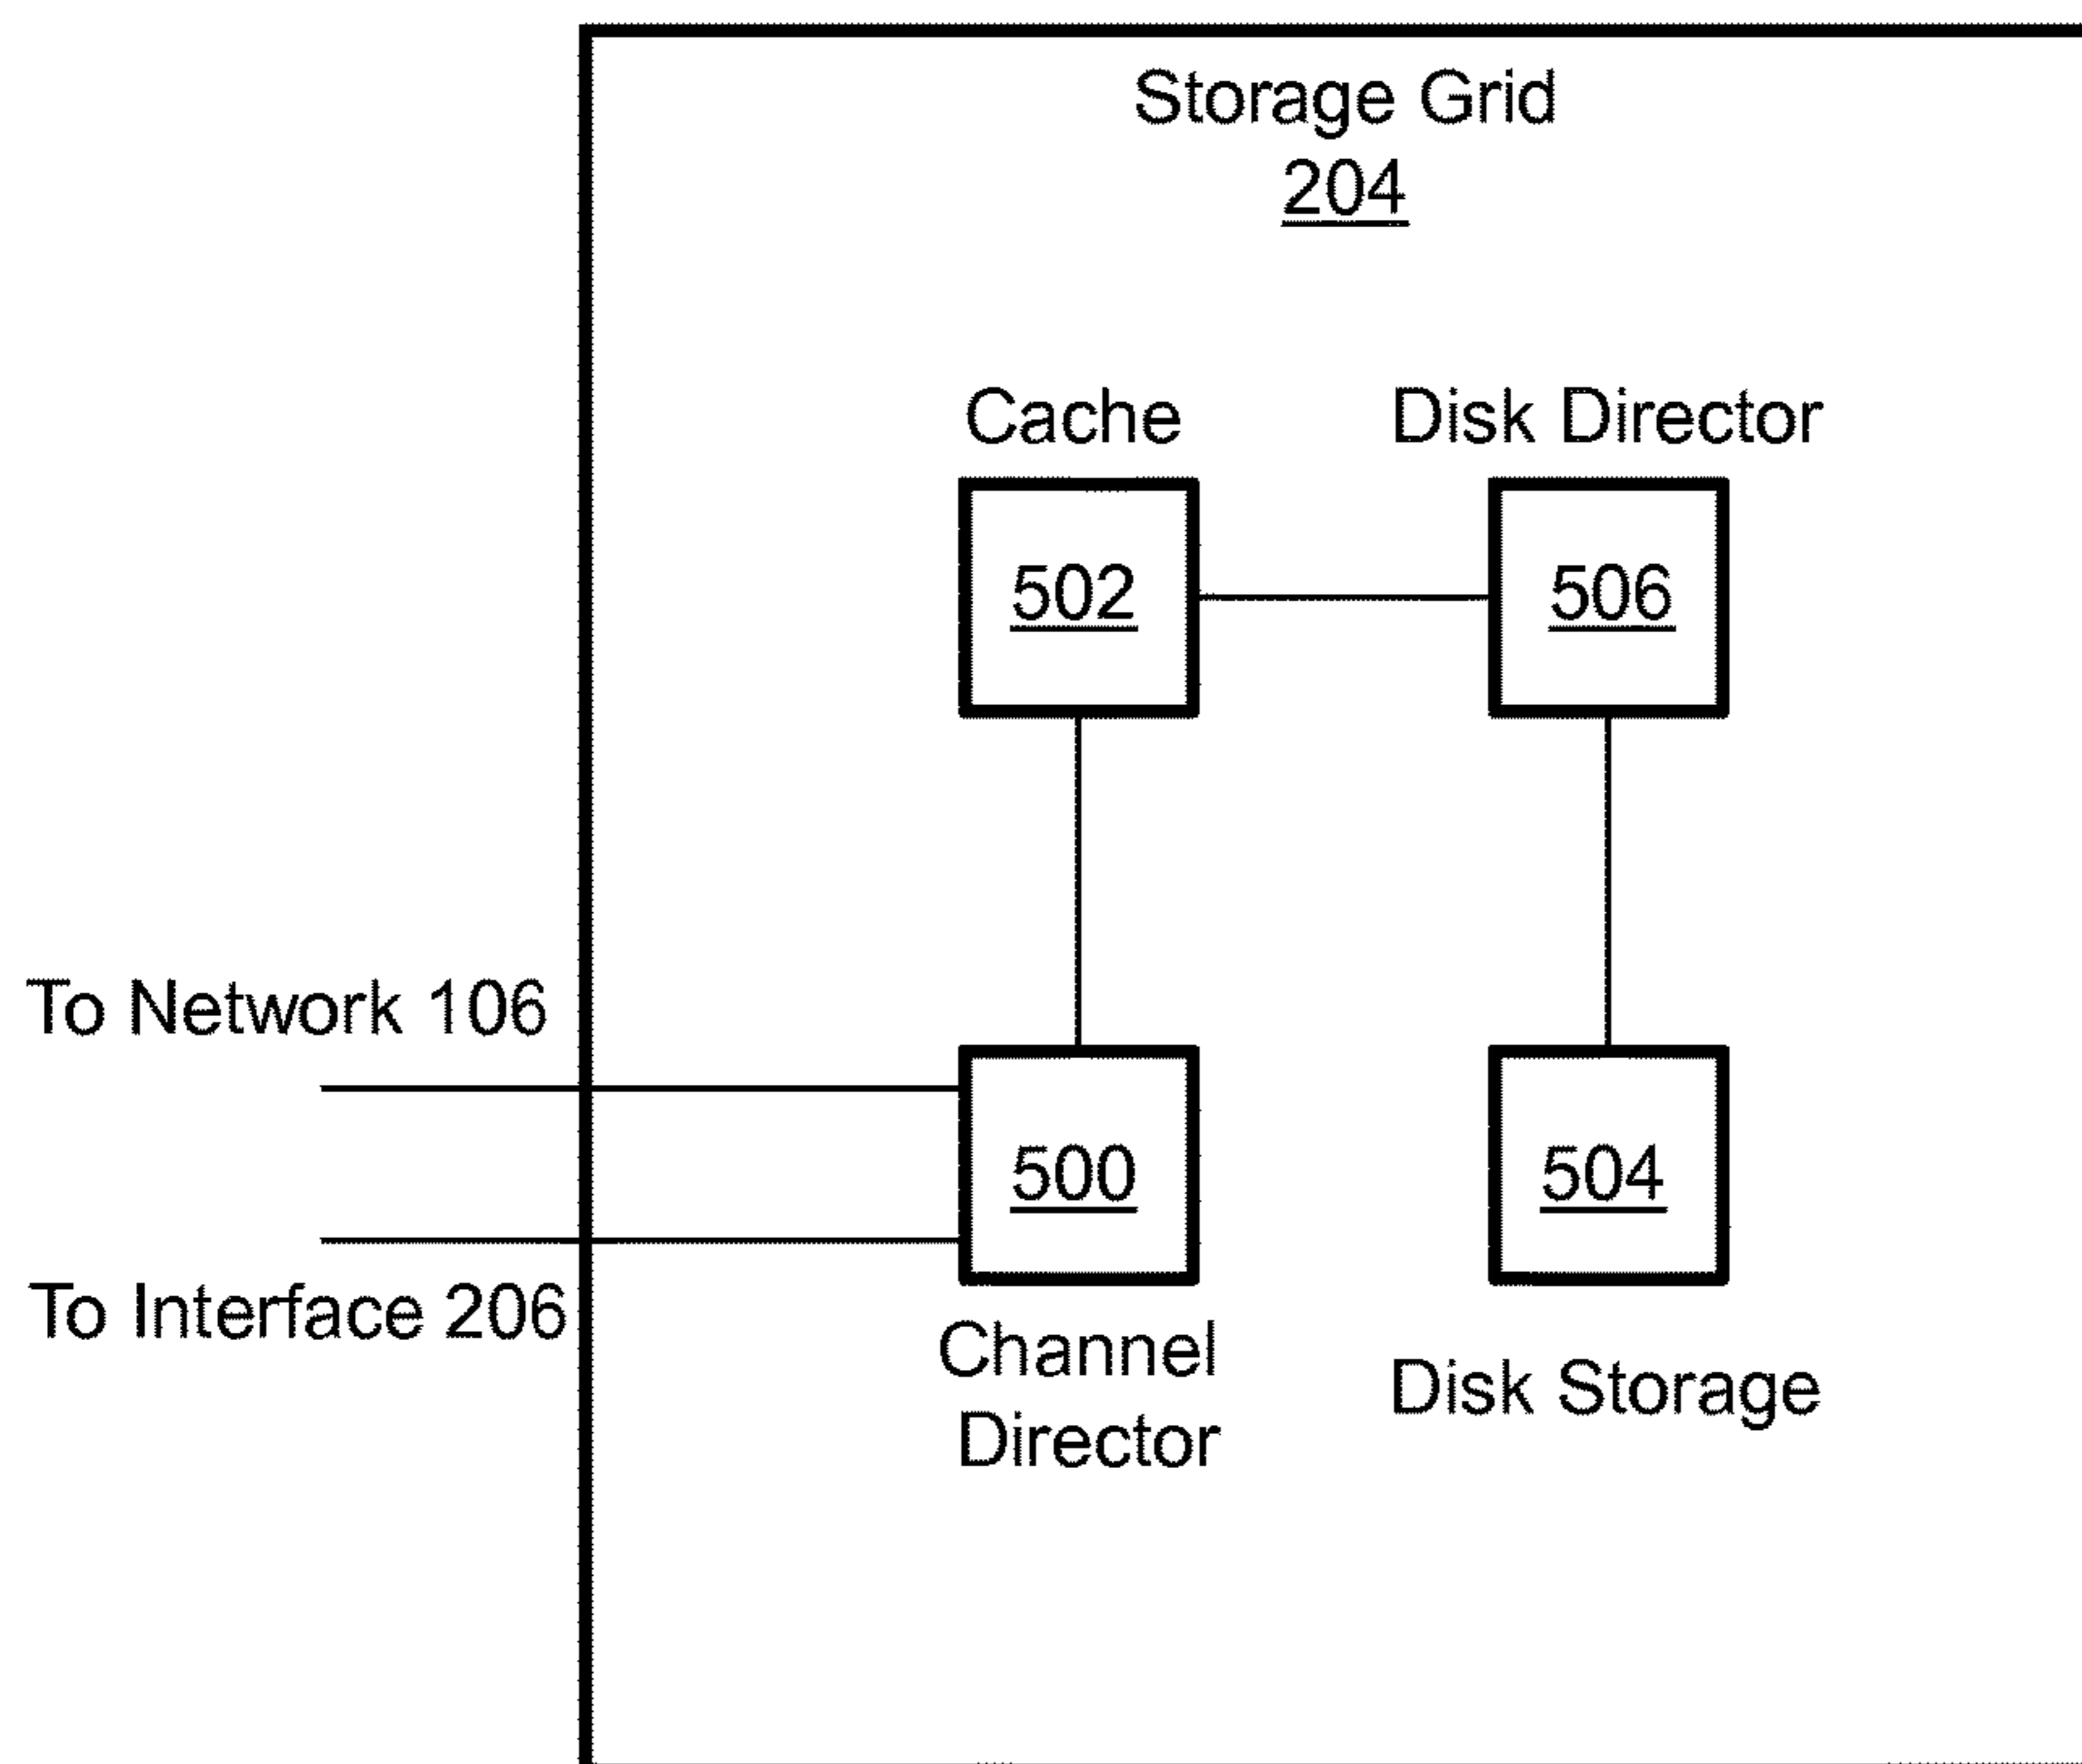 Storage Grid
204
Cache
Disk Director
502
506
To Network 106
500
504
To Interface 206
Channel
Director
Disk Storage